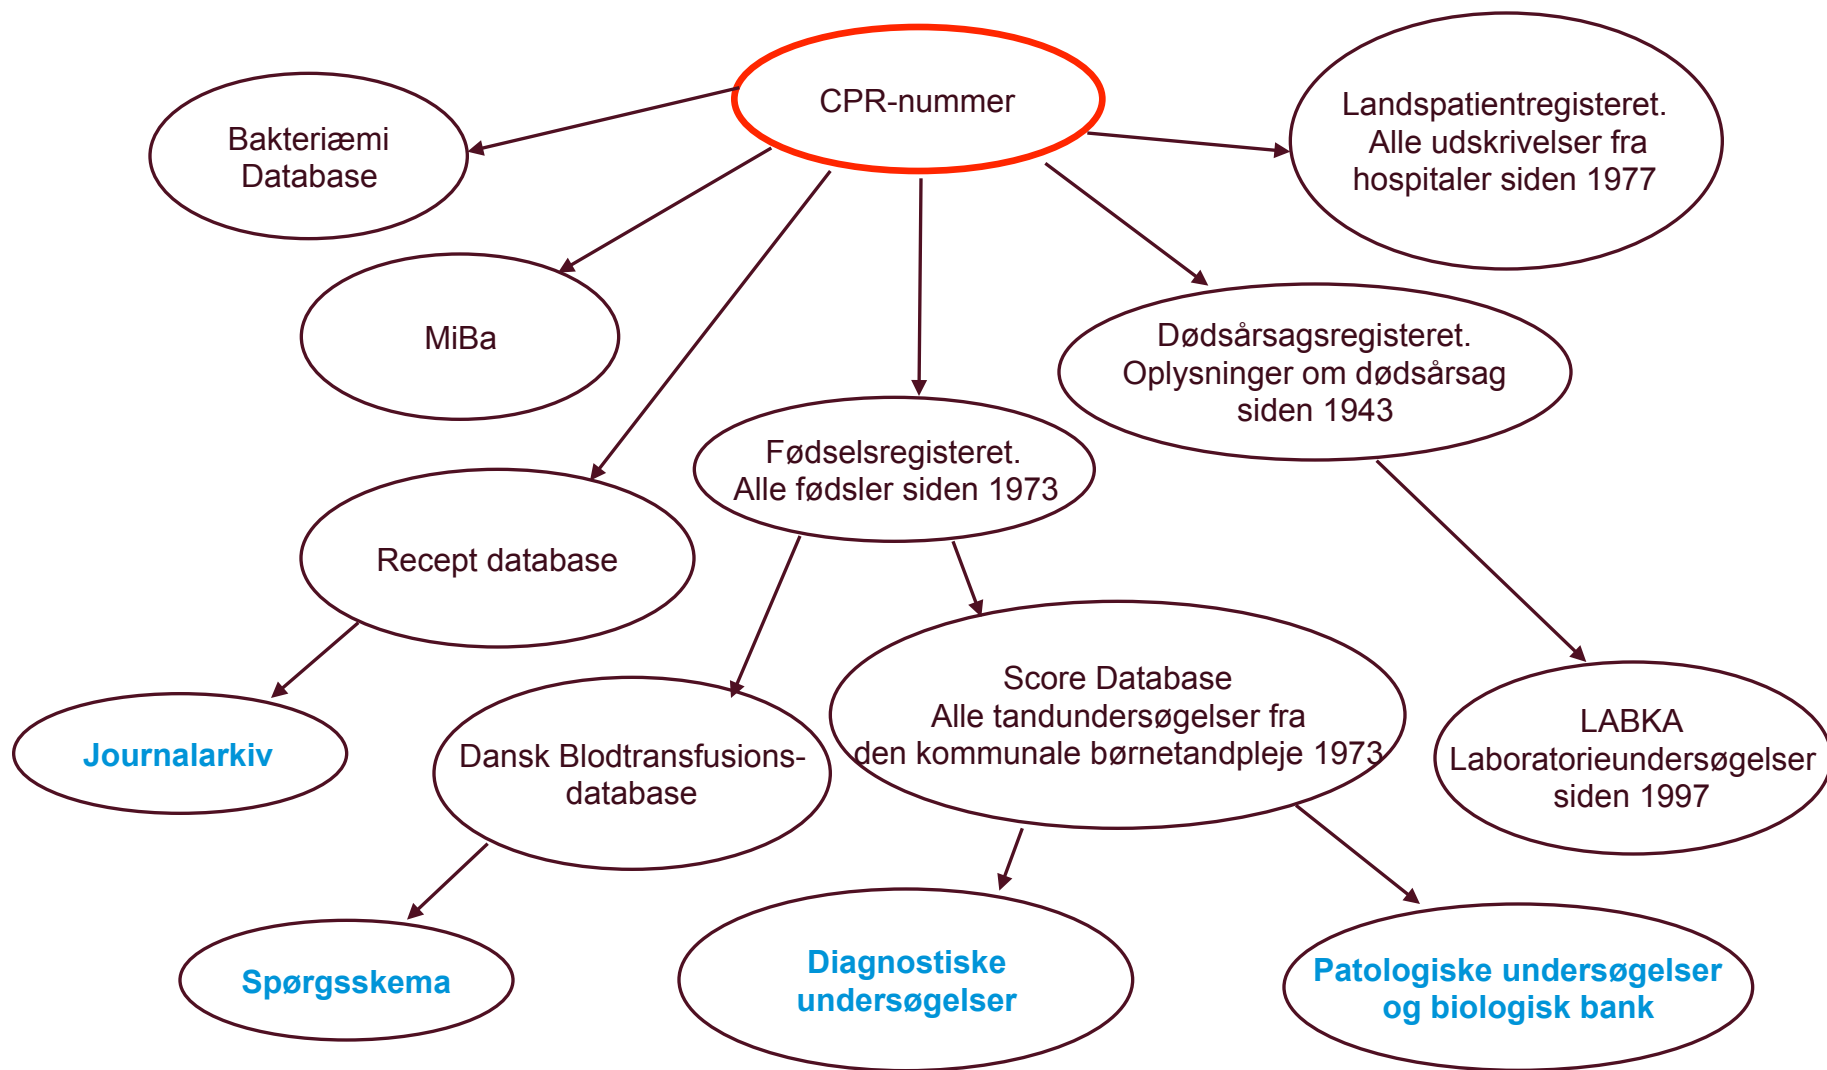 CPR-nummer
Landspatientregisteret.
Alle udskrivelser fra
hospitaler siden 1977
Bakteriæmi
Database
MiBa
Dødsårsagsregisteret.
Oplysninger om dødsårsag
siden 1943
Fødselsregisteret.
Alle fødsler siden 1973
Recept database
Score Database
Alle tandundersøgelser fra
den kommunale børnetandpleje 1973
LABKA
Laboratorieundersøgelser
siden 1997
Journalarkiv
Dansk Blodtransfusions-
database
Spørgsskema
Diagnostiske
undersøgelser
Patologiske undersøgelser
og biologisk bank